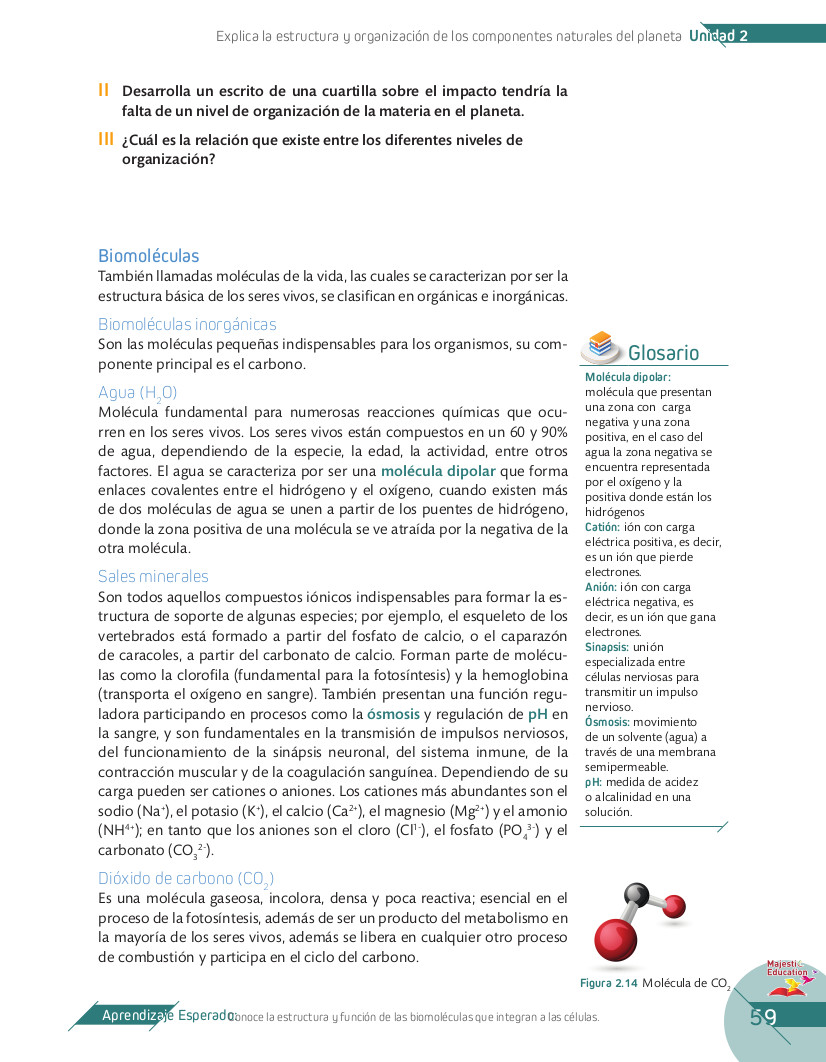 Explica la estructura y organización de los componentes naturales del planeta Unidad 2
II Desarrolla un escrito de una cuartilla sobre el impacto tendría la
falta de un nivel de organización de la materia en el planeta.
III ¿Cuál es la relación que existe entre los diferentes niveles de
organización?
Biomoléculas
También llamadas moléculas de la vida, las cuales se caracterizan por ser la
estructura básica de los seres vivos, se clasifican en orgánicas e inorgánicas.
Biomoléculas inorgánicas
Son las moléculas pequeñas indispensables para los organismos, su com-
ponente principal es el carbono.
Agua (H₂O)
Molécula fundamental para numerosas reacciones químicas que ocu-
rren en los seres vivos. Los seres vivos están compuestos en un 60 y 90%
de agua, dependiendo de la especie, la edad, la actividad, entre otros
factores. El agua se caracteriza por ser una molécula dipolar que forma
enlaces covalentes entre el hidrógeno y el oxígeno, cuando existen más
de dos moléculas de agua se unen a partir de los puentes de hidrógeno,
donde la zona positiva de una molécula se ve atraída por la negativa de la
otra molécula.
Sales minerales
Son todos aquellos compuestos iónicos indispensables para formar la es-
tructura de soporte de algunas especies; por ejemplo, el esqueleto de los
vertebrados está formado a partir del fosfato de calcio, o el caparazón
de caracoles, a partir del carbonato de calcio. Forman parte de molécu-
las como la clorofila (fundamental para la fotosíntesis) y la hemoglobina
(transporta el oxígeno en sangre). También presentan una función regu-
ladora participando en procesos como la ósmosis y regulación de pH en
la sangre, y son fundamentales en la transmisión de impulsos nerviosos,
del funcionamiento de la sinápsis neuronal, del sistema inmune, de la
contracción muscular y de la coagulación sanguínea. Dependiendo de su
carga pueden ser cationes o aniones. Los cationes más abundantes son el
sodio (Na⁺), el potasio (K⁺), el calcio (Ca²⁺), el magnesio (Mg²⁺) y el amonio
(NH⁴⁺); en tanto que los aniones son el cloro (Cl¹⁻), el fosfato (PO₄³⁻) y el
carbonato (CO₃²⁻).
Dióxido de carbono (CO₂)
Es una molécula gaseosa, incolora, densa y poca reactiva; esencial en el
proceso de la fotosíntesis, además de ser un producto del metabolismo en
la mayoría de los seres vivos, además se libera en cualquier otro proceso
de combustión y participa en el ciclo del carbono.
Glosario
Molécula dipolar:
molécula que presentan
una zona con carga
negativa y una zona
positiva, en el caso del
agua la zona negativa se
encuentra representada
por el oxígeno y la
positiva donde están los
hidrógenos
Catión: ión con carga
eléctrica positiva, es decir,
es un ión que pierde
electrones.
Anión: ión con carga
eléctrica negativa, es
decir, es un ión que gana
electrones.
Sinapsis: unión
especializada entre
células nerviosas para
transmitir un impulso
nervioso.
Ósmosis: movimiento
de un solvente (agua) a
través de una membrana
semipermeable.
pH: medida de acidez
o alcalinidad en una
solución.
Figura 2.14 Molécula de CO₂
Majestic
Education
Aprendizaje Esperado: Conoce la estructura y función de las biomoléculas que integran a las células.
59